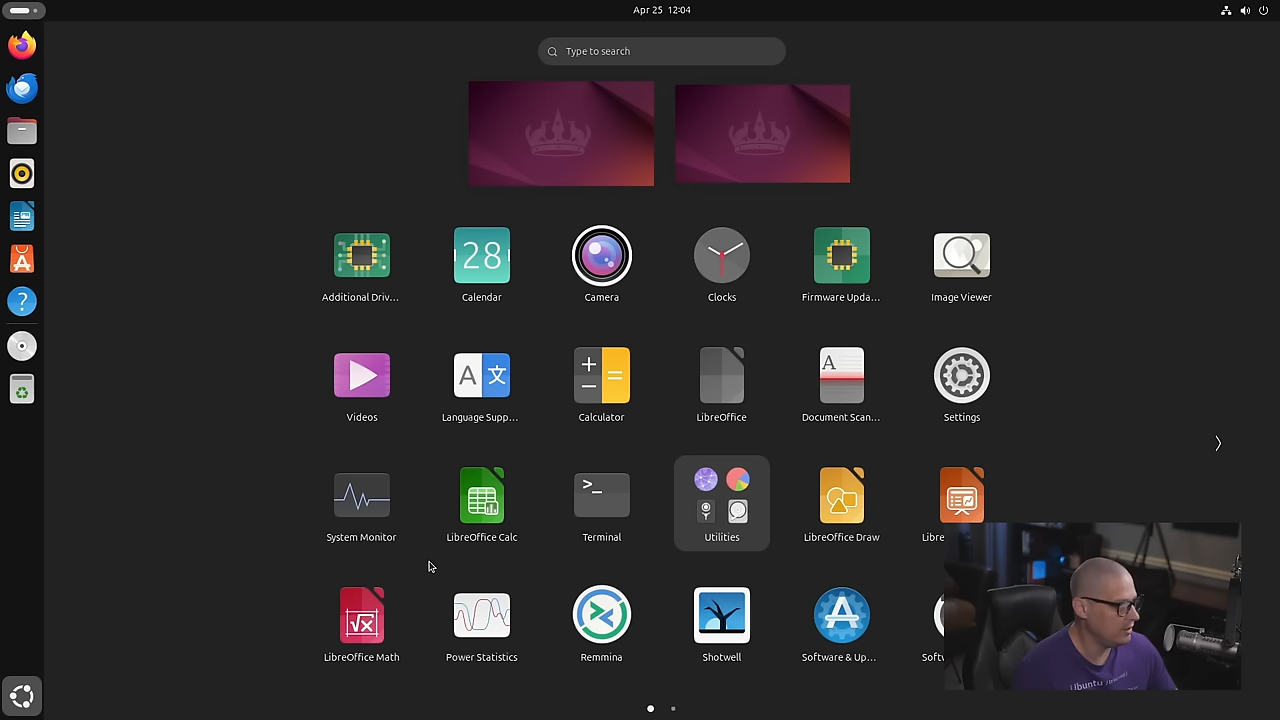 Apr 25 12:04
Type to search
Additional Driv...
28
Calendar
Camera
Clocks
Firmware Upda...
Image Viewer
A 文
A
Videos
Language Supp...
Calculator
LibreOffice
Document Scan...
Settings
>_
System Monitor
LibreOffice Calc
Terminal
Utilities
LibreOffice Draw
Libre
√x
LibreOffice Math
Power Statistics
Remmina
Shotwell
Software & Up...
Softw
Ubuntu